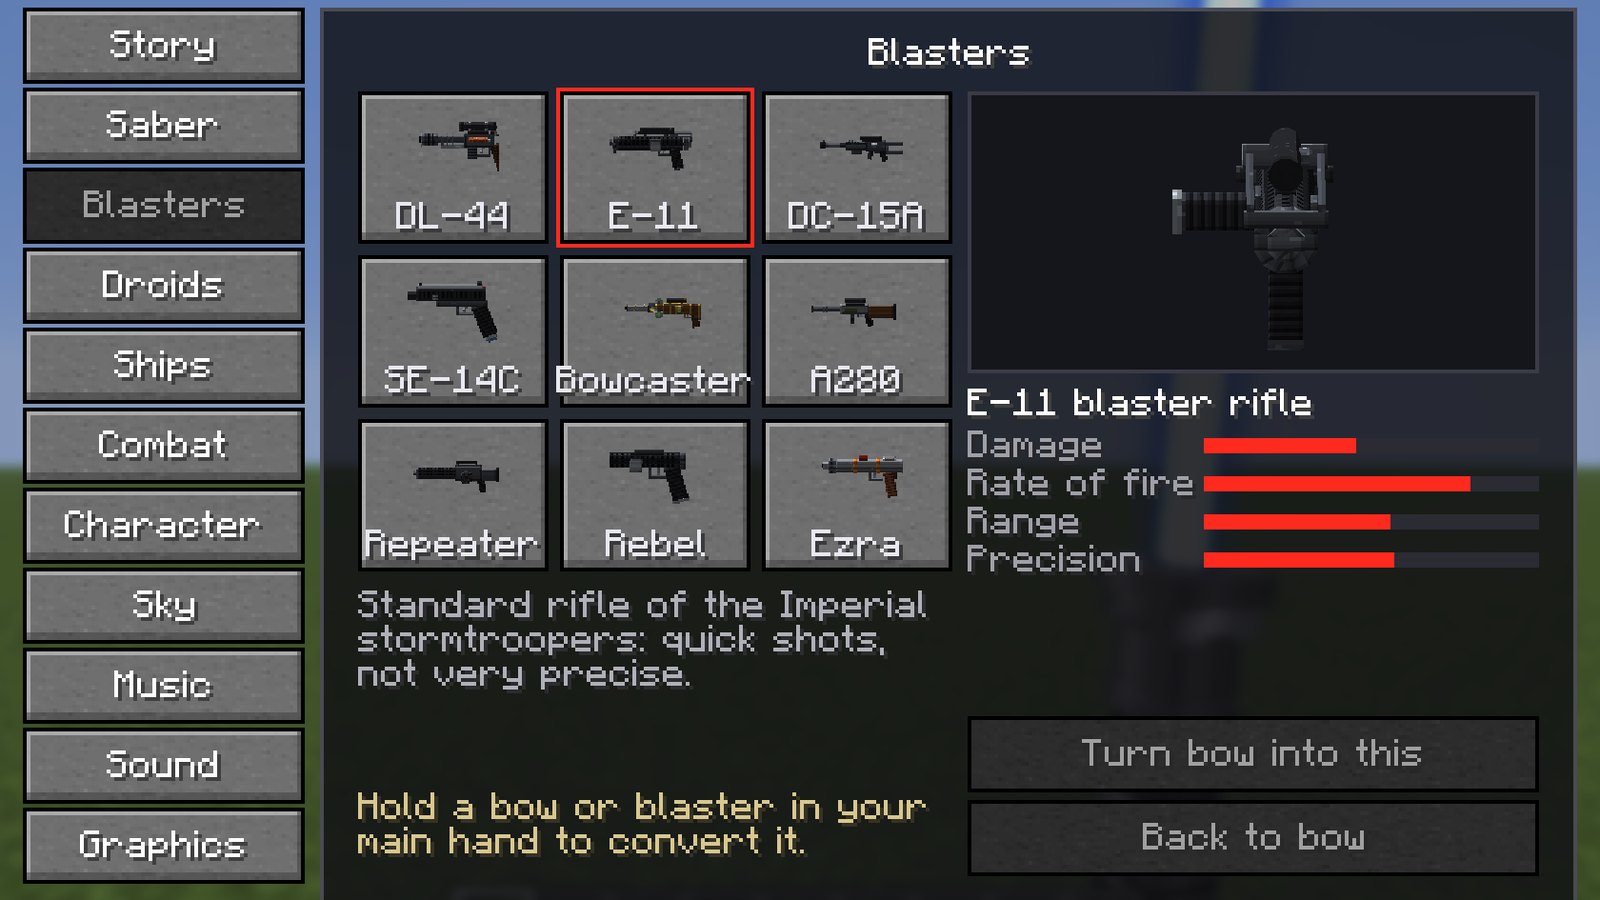 Story
Saber
Blasters
Droids
Ships
Combat
Character
Sky
Music
Sound
Graphics
Blasters
DL-44
E-11
DC-15A
SE-14C
Bowcaster
A280
Repeater
Rebel
Ezra
Standard rifle of the Imperial
stormtroopers: quick shots,
not very precise.
Hold a bow or blaster in your
main hand to convert it.
E-11 blaster rifle
Damage
Rate of fire
Range
Precision
Turn bow into this
Back to bow